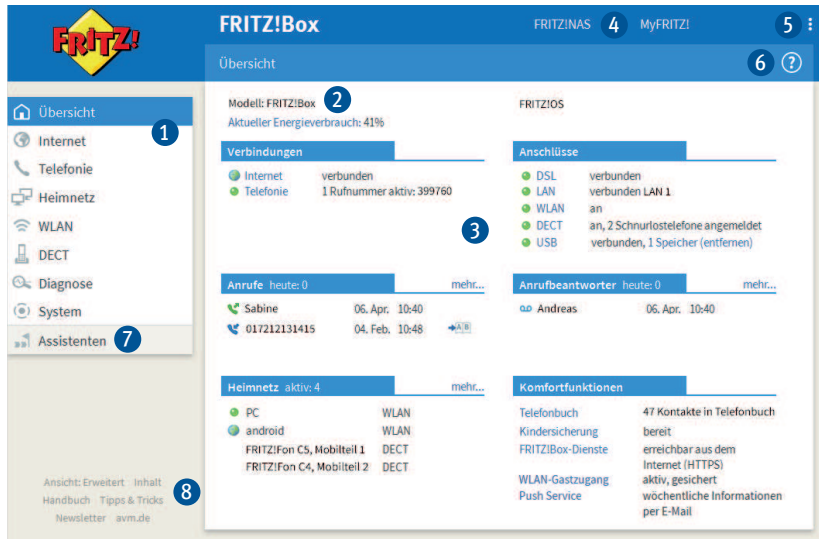 FRITZ!
FRITZ!Box
FRITZ!NAS 4 MyFRITZ! 5
Übersicht 6 ?
Übersicht
1
Internet
Telefonie
Heimnetz
WLAN
DECT
Diagnose
System
Assistenten 7
Ansicht: Erweitert Inhalt
Handbuch Tipps & Tricks 8
Newsletter avm.de
Modell: FRITZ!Box 2
Aktueller Energieverbrauch: 41%
FRITZ!OS
Verbindungen
Internet verbunden
Telefonie 1 Rufnummer aktiv: 399760
Anschlüsse
DSL verbunden
LAN verbunden LAN 1
WLAN an
DECT an, 2 Schnurlostelefone angemeldet
USB verbunden, 1 Speicher (entfernen)
3
Anrufe heute: 0 mehr...
Sabine 06. Apr. 10:40
017212131415 04. Feb. 10:48
Anrufbeantworter heute: 0 mehr...
Andreas 06. Apr. 10:40
Heimnetz aktiv: 4 mehr...
PC WLAN
android WLAN
FRITZ!Fon C5, Mobilteil 1 DECT
FRITZ!Fon C4, Mobilteil 2 DECT
Komfortfunktionen
Telefonbuch 47 Kontakte in Telefonbuch
Kindersicherung bereit
FRITZ!Box-Dienste erreichbar aus dem
Internet (HTTPS)
WLAN-Gastzugang aktiv, gesichert
Push Service wöchentliche Informationen
per E-Mail